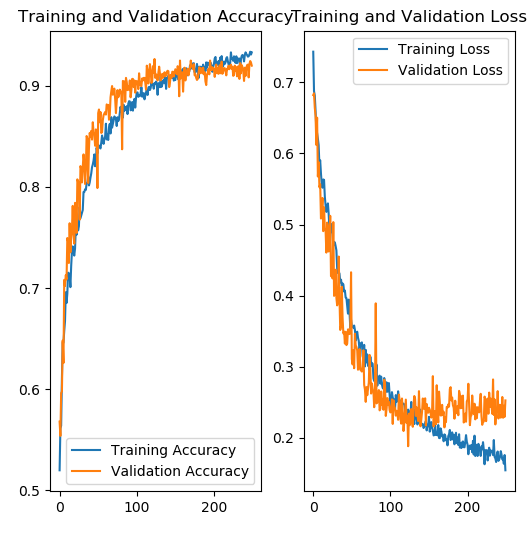 Training and Validation Accuracy
Training and Validation Loss
0.9
0.8
0.7
0.6
0.5
0
100
200
Training Accuracy
Validation Accuracy
0.7
0.6
0.5
0.4
0.3
0.2
0
100
200
Training Loss
Validation Loss